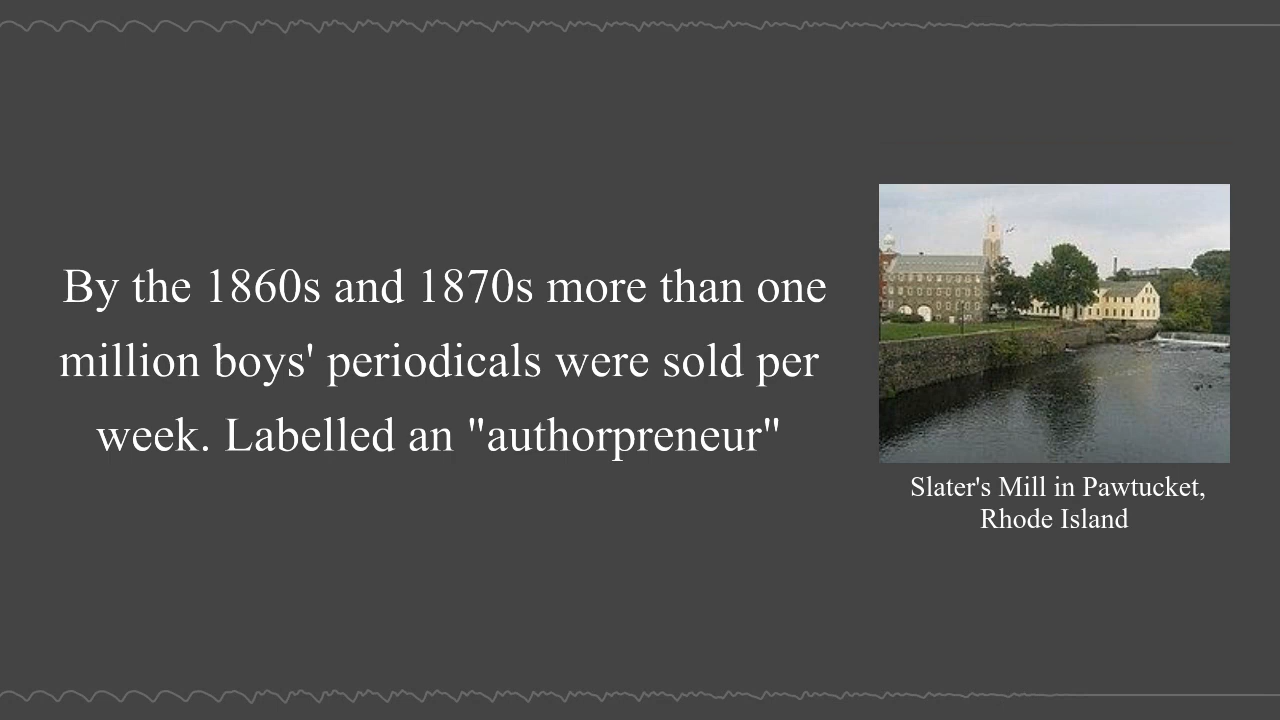 By the 1860s and 1870s more than one
million boys' periodicals were sold per
week. Labelled an "authorpreneur"
Slater's Mill in Pawtucket,
Rhode Island